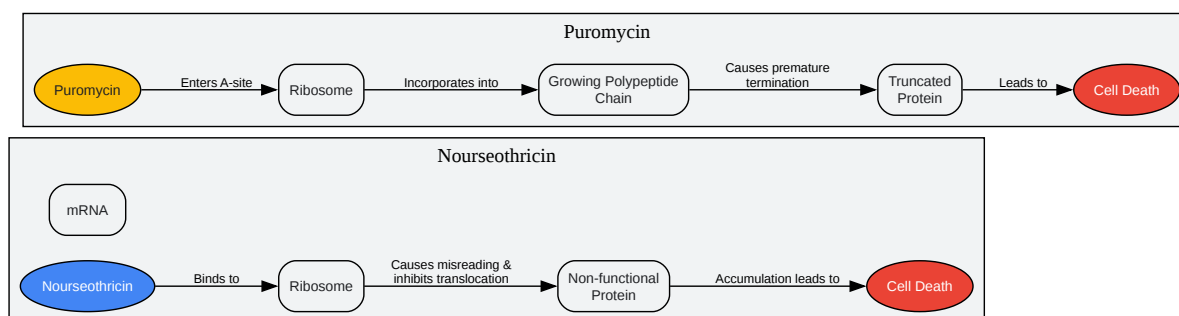 Puromycin
Puromycin
Enters A-site
Ribosome
Incorporates into
Growing Polypeptide
Chain
Causes premature
termination
Truncated
Protein
Leads to
Cell Death
Nourseothricin
mRNA
Nourseothricin
Binds to
Ribosome
Causes misreading &
inhibits translocation
Non-functional
Protein
Accumulation leads to
Cell Death